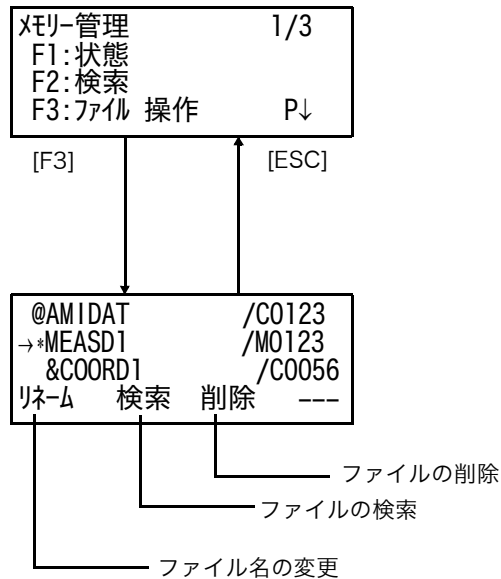 ﾒﾓﾘｰ管理 1/3
F1:状態
F2:検索
F3:ﾌｧｲﾙ 操作 P↓
[F3] [ESC]
@AMIDAT /C0123
→*MEASD1 /M0123
&COORD1 /C0056
ﾘﾈｰﾑ 検索 削除 ---
ファイルの削除
ファイルの検索
ファイル名の変更